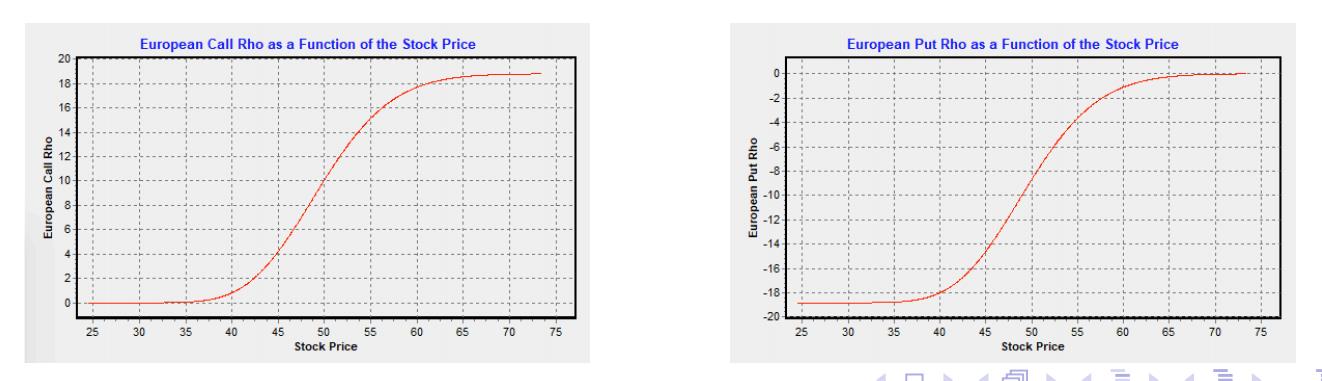 European Call Rho as a Function of the Stock Price
European Call Rho
20
18
16
14
12
10
8
6
4
2
0
25 30 35 40 45 50 55 60 65 70 75
Stock Price
European Put Rho as a Function of the Stock Price
European Put Rho
0
-2
-4
-6
-8
-10
-12
-14
-16
-18
-20
25 30 35 40 45 50 55 60 65 70 75
Stock Price